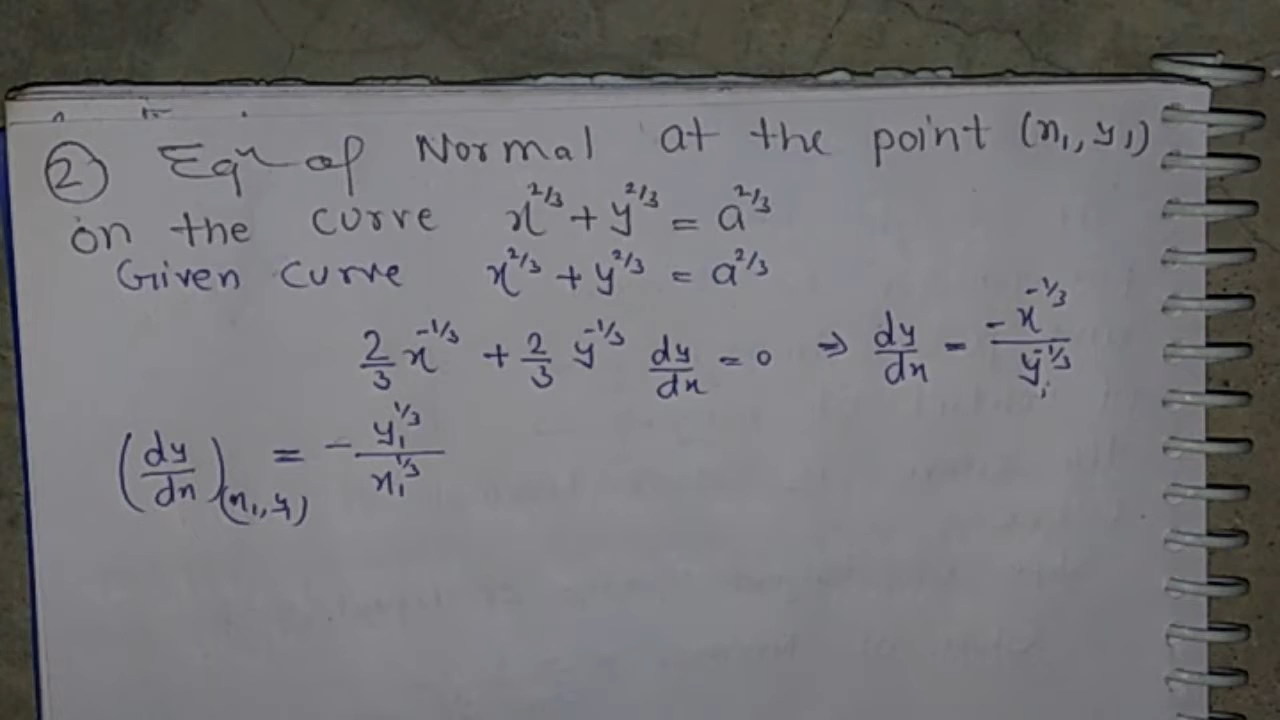 ② Eqn of Normal at the point (x₁, y₁)
on the curve x^{2/3} + y^{2/3} = a^{2/3}
Given curve x^{2/3} + y^{2/3} = a^{2/3}
2/3 x^{-1/3} + 2/3 y^{-1/3} dy/dx = 0 ⇒ dy/dx = -x^{-1/3} / y^{-1/3}
(dy/dx)_{(x₁, y₁)} = - y₁^{1/3} / x₁^{1/3}